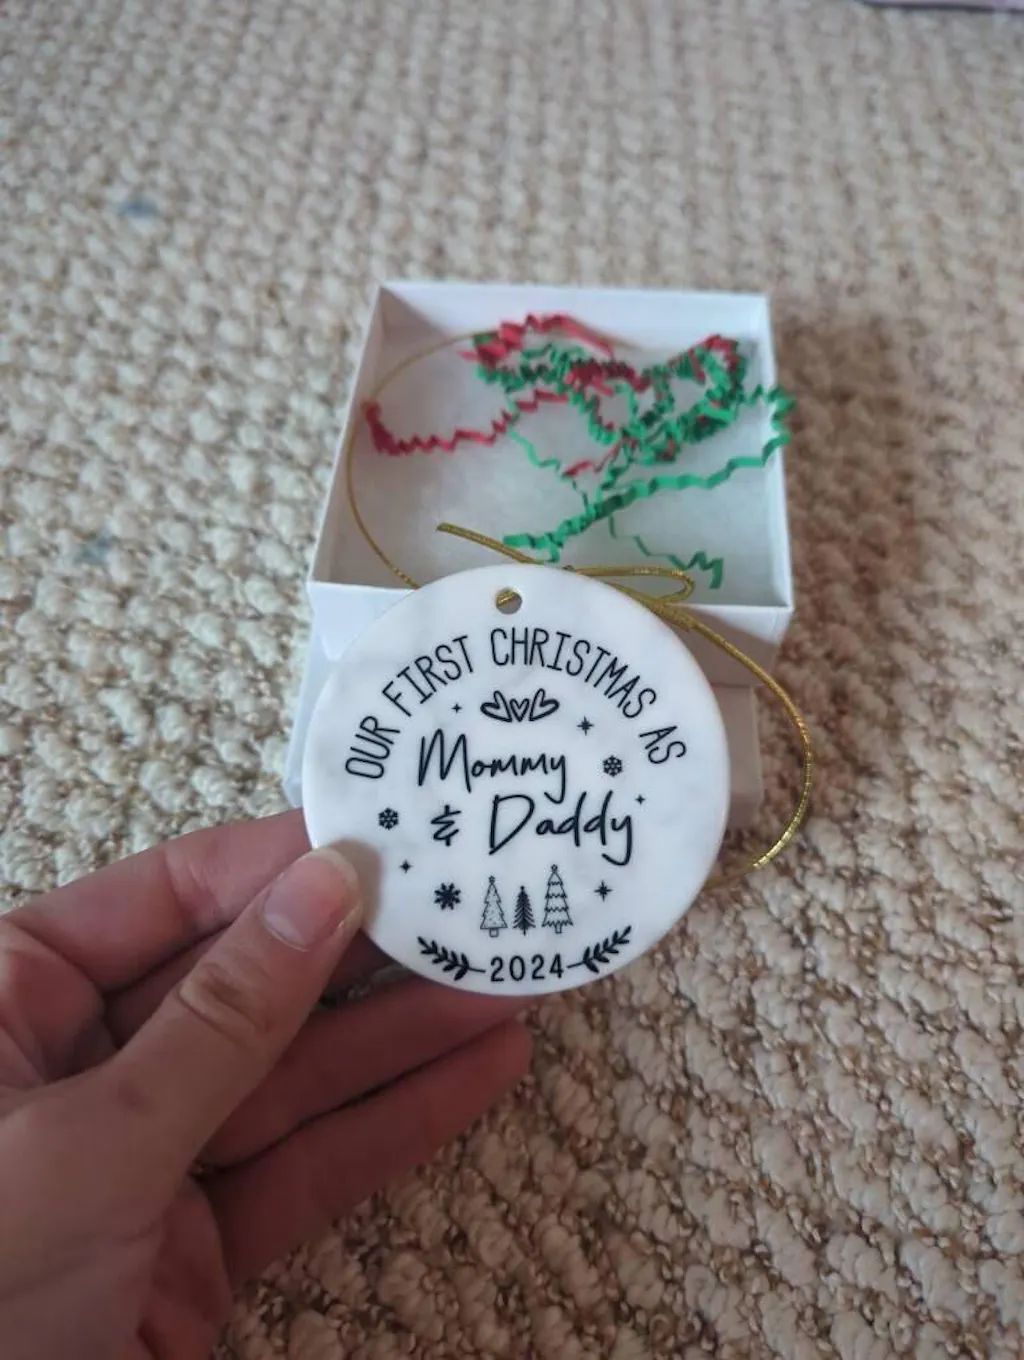 OUR FIRST CHRISTMAS AS
Mommy
& Daddy
2024